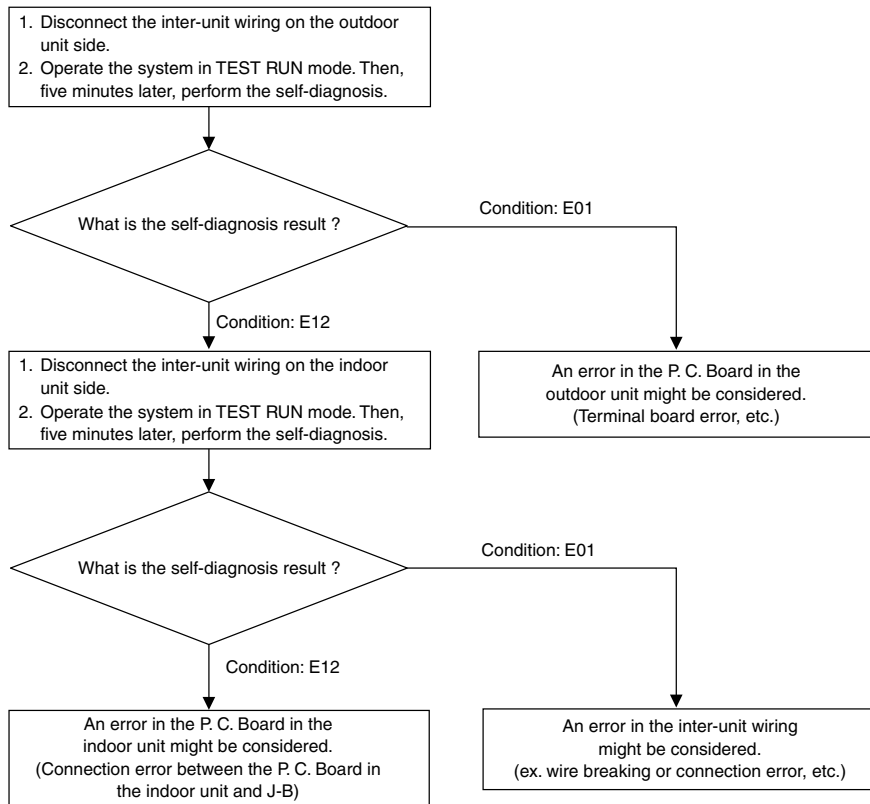 1. Disconnect the inter-unit wiring on the outdoor
unit side.
2. Operate the system in TEST RUN mode. Then,
five minutes later, perform the self-diagnosis.
What is the self-diagnosis result ?
Condition: E01
Condition: E12
1. Disconnect the inter-unit wiring on the indoor
unit side.
2. Operate the system in TEST RUN mode. Then,
five minutes later, perform the self-diagnosis.
An error in the P. C. Board in the
outdoor unit might be considered.
(Terminal board error, etc.)
What is the self-diagnosis result ?
Condition: E01
Condition: E12
An error in the P. C. Board in the
indoor unit might be considered.
(Connection error between the P. C. Board in
the indoor unit and J-B)
An error in the inter-unit wiring
might be considered.
(ex. wire breaking or connection error, etc.)